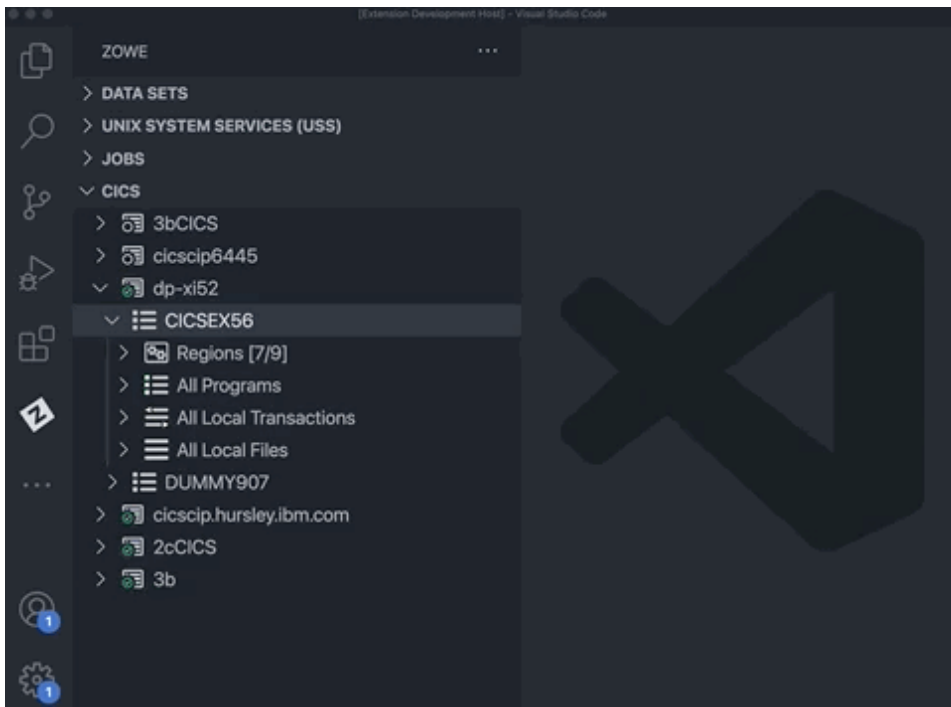 [Extension Development Host] - Visual Studio Code
ZOWE
DATA SETS
UNIX SYSTEM SERVICES (USS)
JOBS
CICS
3bCICS
cicscip6445
dp-xi52
CICSEX56
Regions [7/9]
All Programs
All Local Transactions
All Local Files
DUMMY907
cicscip.hursley.ibm.com
2cCICS
3b
1
1